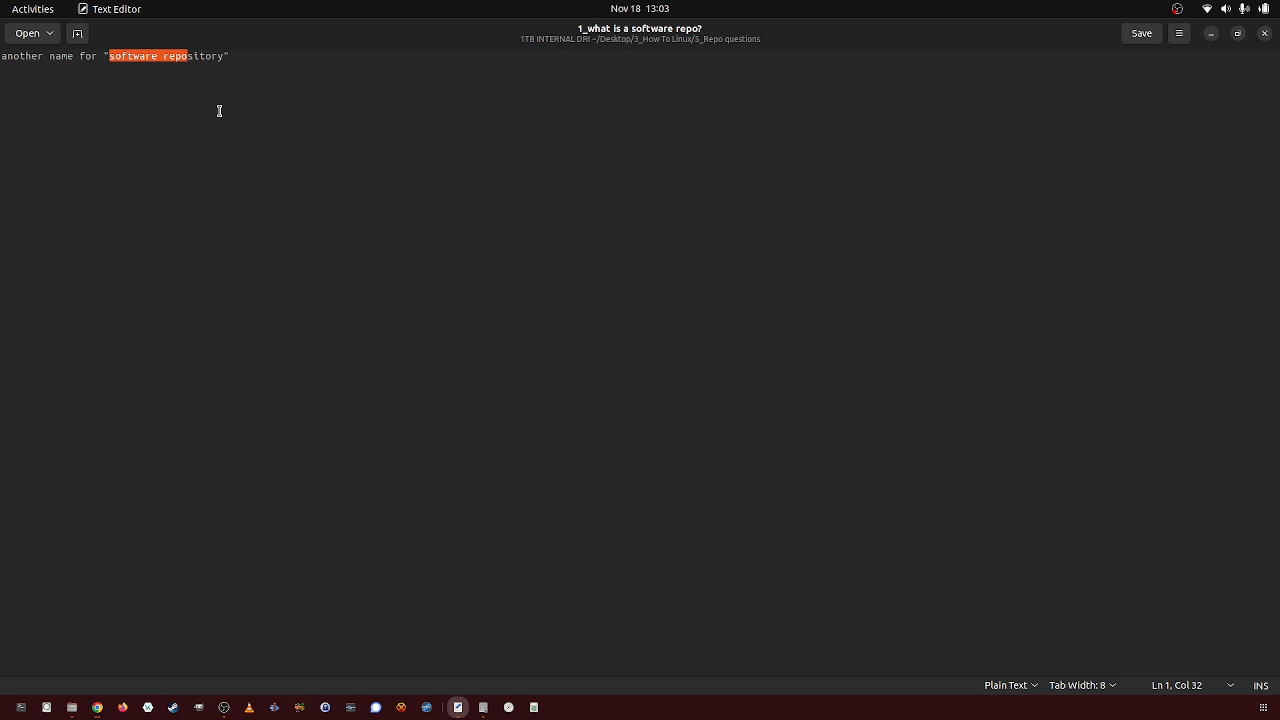 Activities Text Editor Nov 18 13:03
Open 1_what is a software repo? Save
1TB INTERNAL DRI ~/Desktop/3_How To Linux/5_Repo questions
another name for "software repository"
Plain Text Tab Width: 8 Ln 1, Col 32 INS